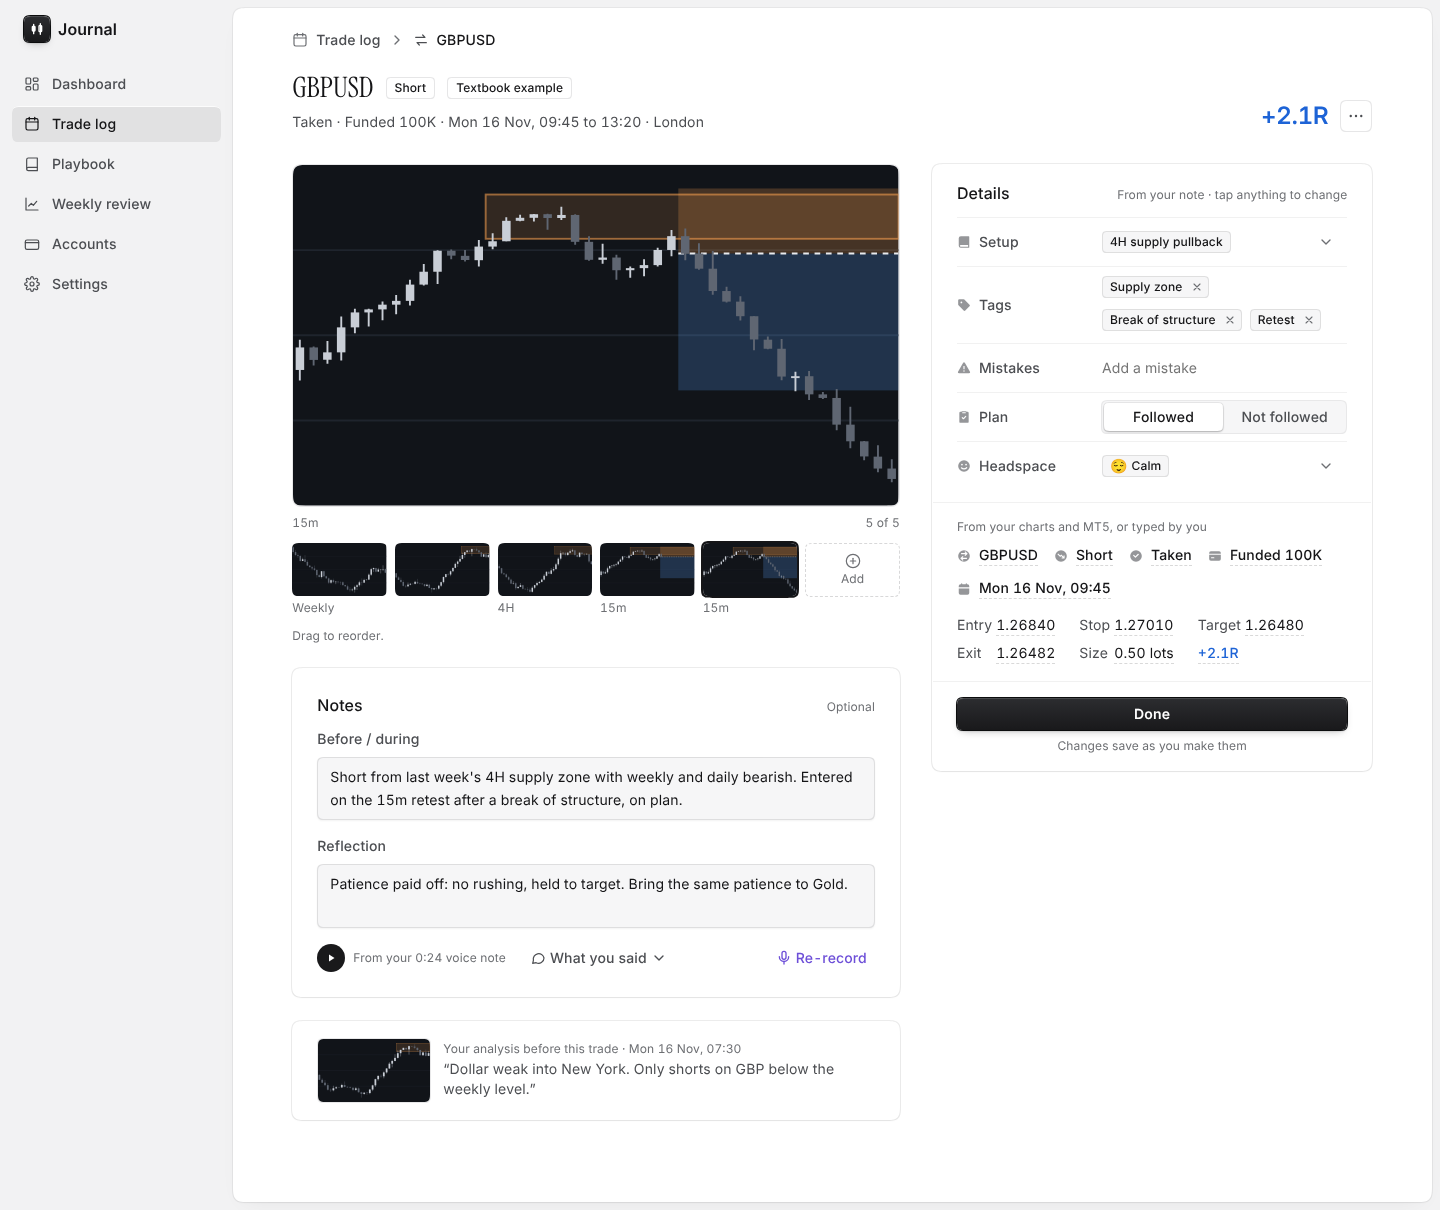 Journal
Dashboard
Trade log
Playbook
Weekly review
Accounts
Settings
Trade log
GBPUSD
GBPUSD
Short
Textbook example
Taken · Funded 100K · Mon 16 Nov, 09:45 to 13:20 · London
+2.1R
15m
5 of 5
Weekly
4H
15m
15m
Add
Drag to reorder.
Notes
Optional
Before / during
Short from last week's 4H supply zone with weekly and daily bearish. Entered
on the 15m retest after a break of structure, on plan.
Reflection
Patience paid off: no rushing, held to target. Bring the same patience to Gold.
From your 0:24 voice note
What you said
Re-record
Your analysis before this trade · Mon 16 Nov, 07:30
“Dollar weak into New York. Only shorts on GBP below the
weekly level.”
Details
From your note · tap anything to change
Setup
4H supply pullback
Tags
Supply zone
Break of structure
Retest
Mistakes
Add a mistake
Plan
Followed
Not followed
Headspace
😌 Calm
From your charts and MT5, or typed by you
GBPUSD
Short
Taken
Funded 100K
Mon 16 Nov, 09:45
Entry 1.26840
Stop 1.27010
Target 1.26480
Exit 1.26482
Size 0.50 lots
+2.1R
Done
Changes save as you make them